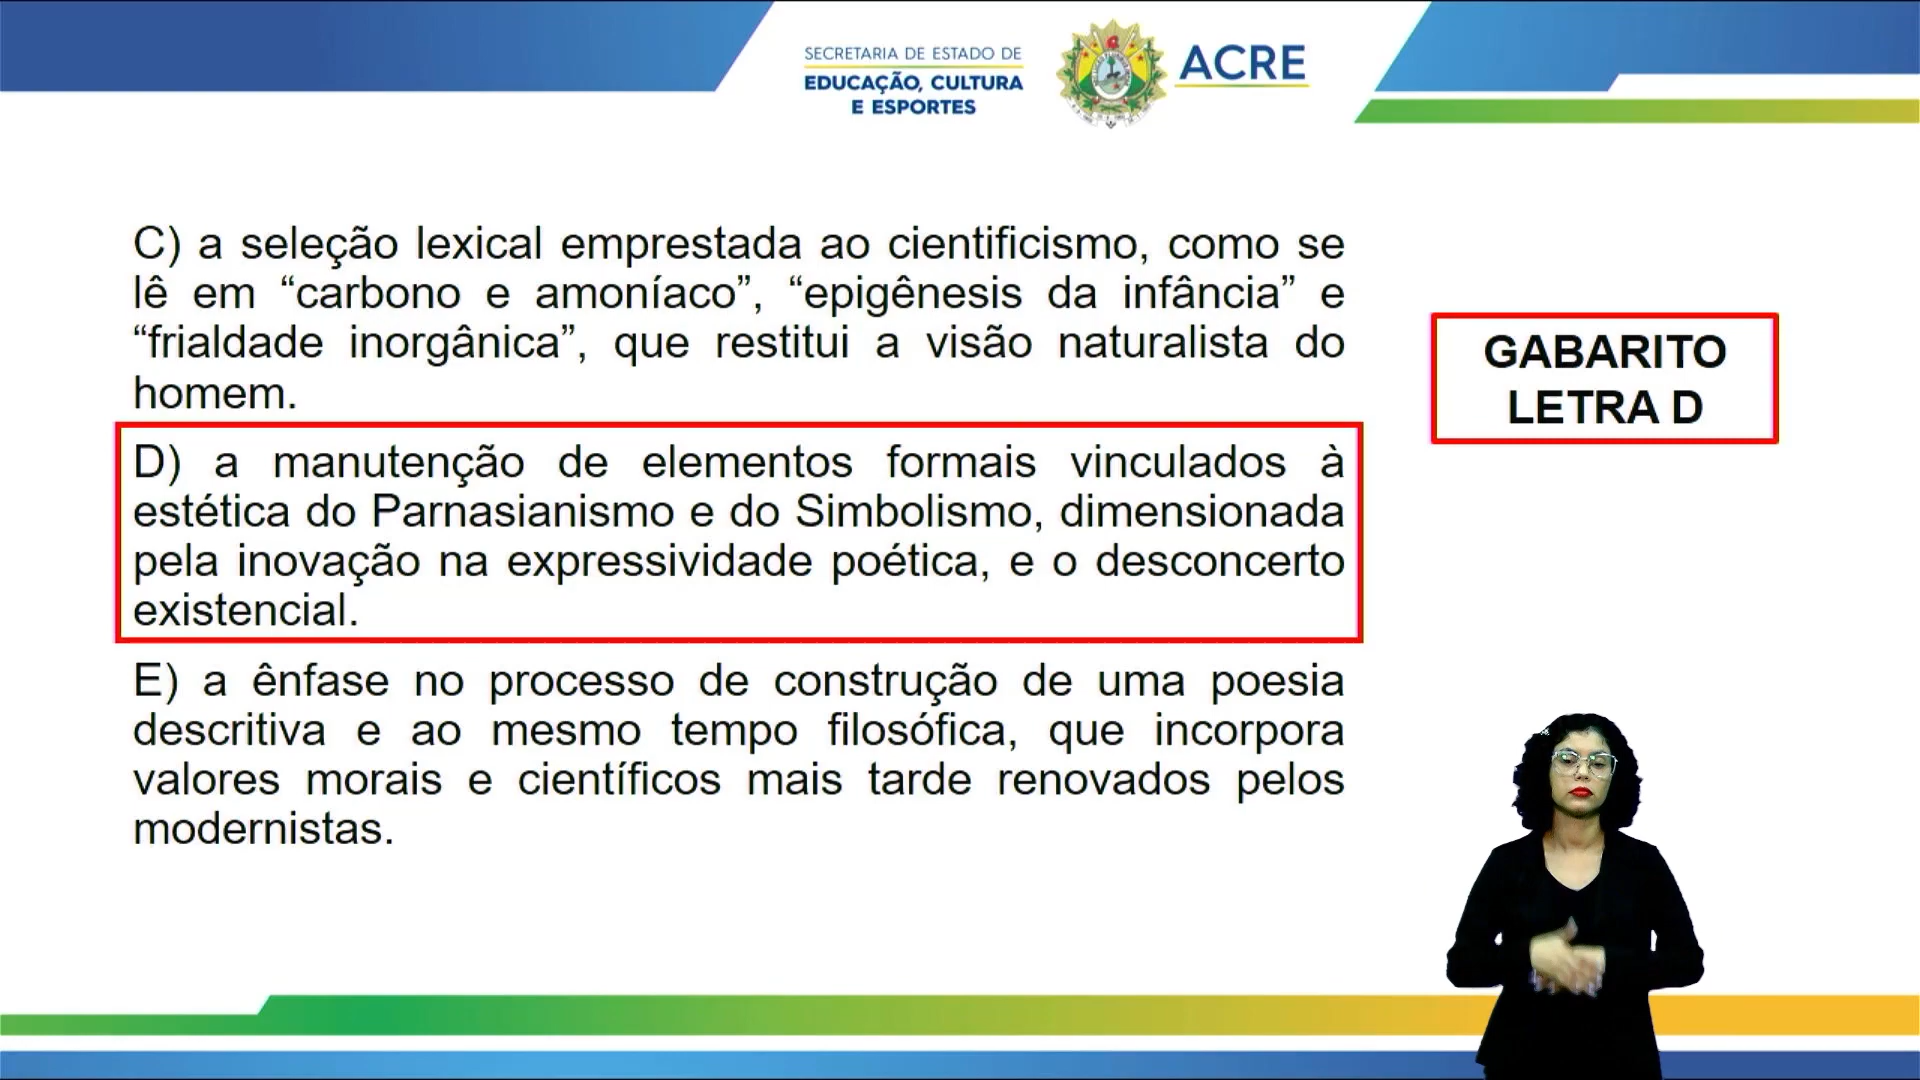 SECRETARIA DE ESTADO DE
EDUCAÇÃO, CULTURA
E ESPORTES
ACRE
C) a seleção lexical emprestada ao cientificismo, como se
lê em “carbono e amoníaco”, “epigênesis da infância” e
“frialdade inorgânica”, que restitui a visão naturalista do
homem.
GABARITO
LETRA D
D) a manutenção de elementos formais vinculados à
estética do Parnasianismo e do Simbolismo, dimensionada
pela inovação na expressividade poética, e o desconcerto
existencial.
E) a ênfase no processo de construção de uma poesia
descritiva e ao mesmo tempo filosófica, que incorpora
valores morais e científicos mais tarde renovados pelos
modernistas.